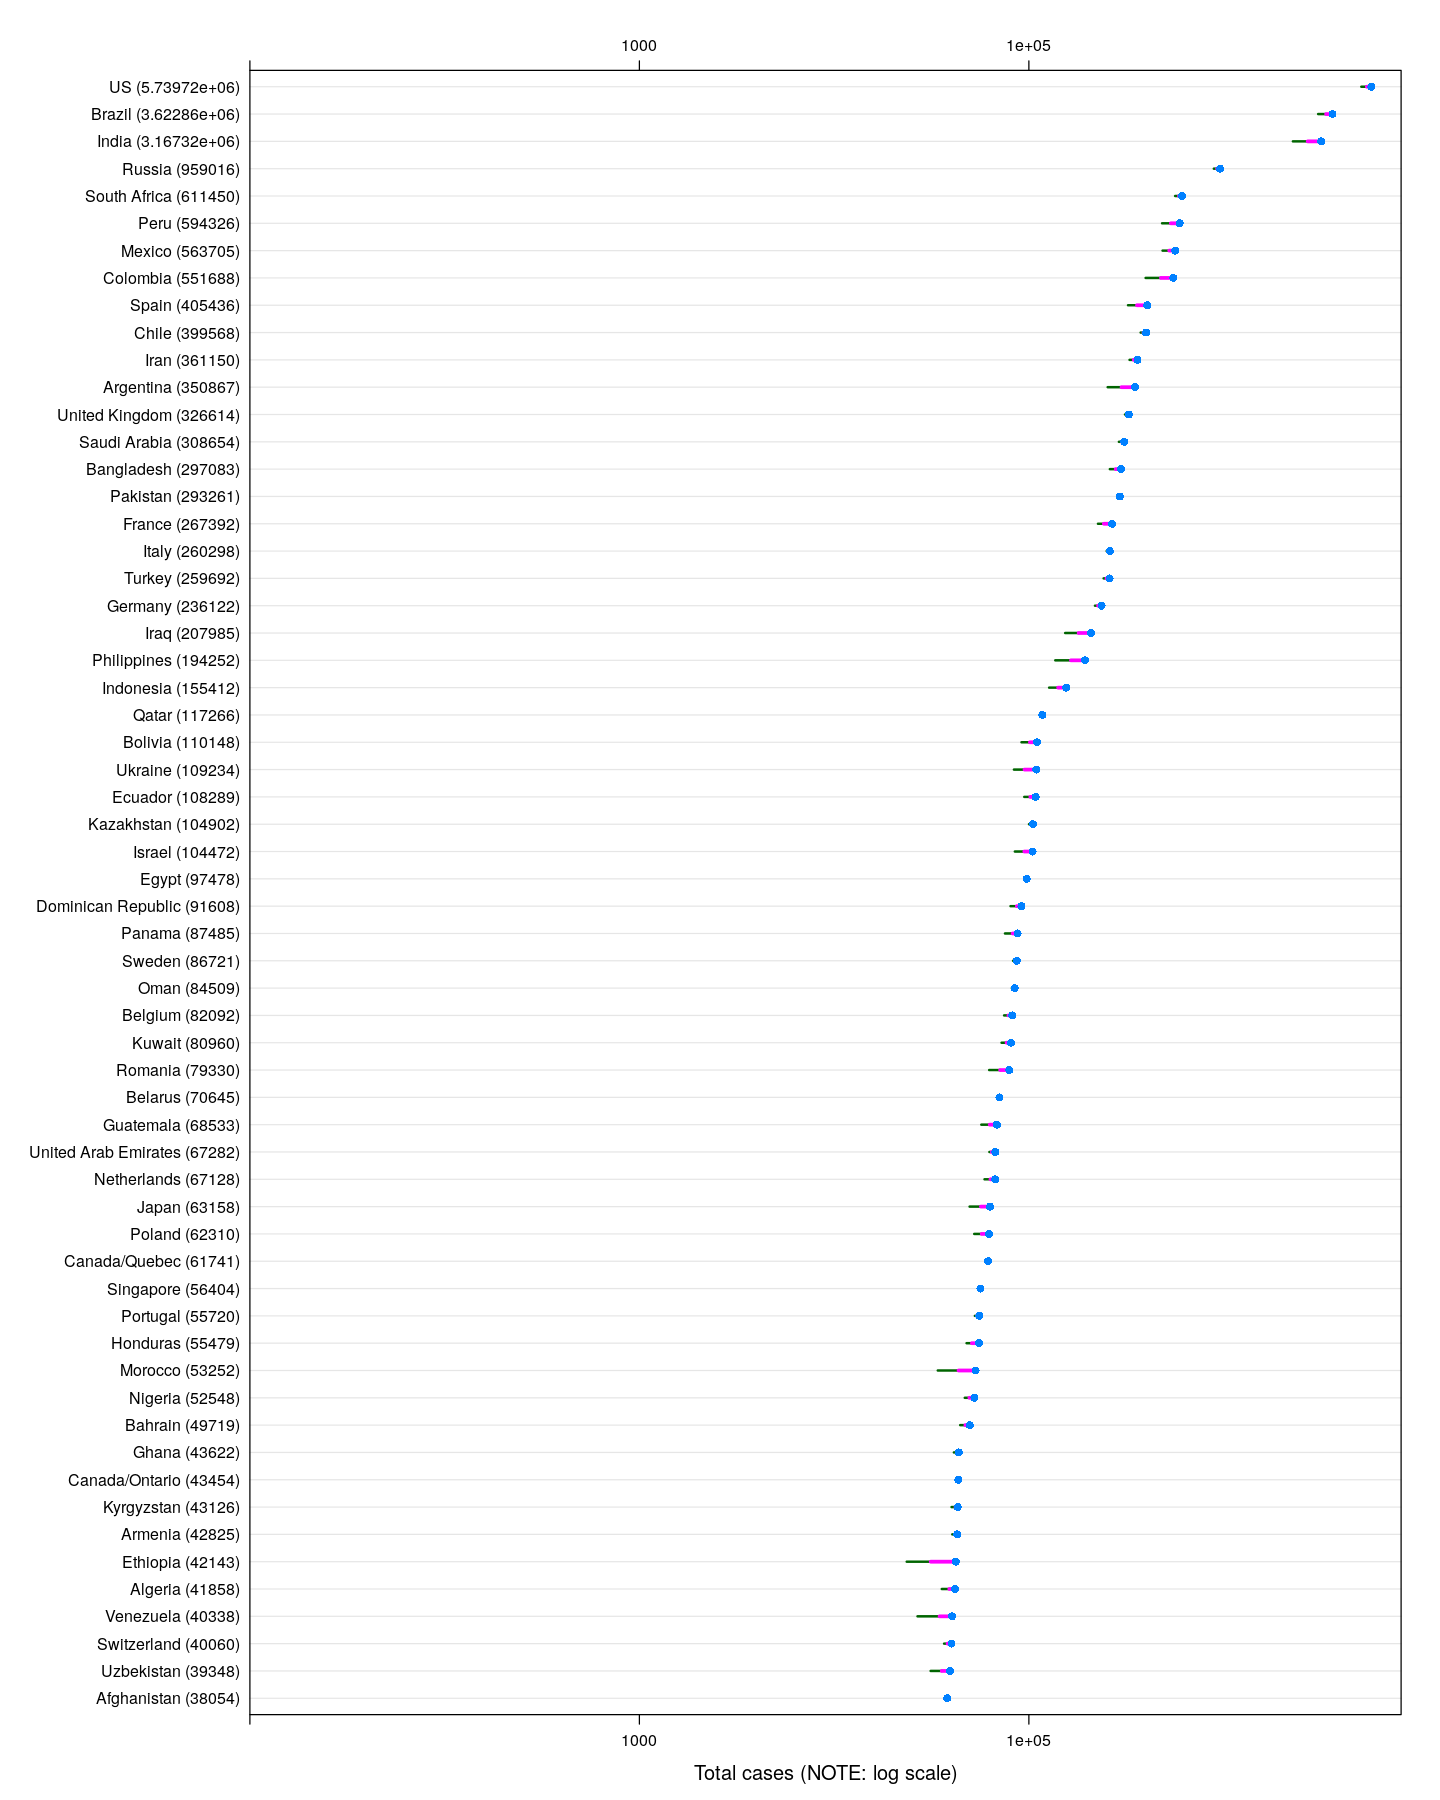 1000 1e+05
US (5.73972e+06)
Brazil (3.62286e+06)
India (3.16732e+06)
Russia (959016)
South Africa (611450)
Peru (594326)
Mexico (563705)
Colombia (551688)
Spain (405436)
Chile (399568)
Iran (361150)
Argentina (350867)
United Kingdom (326614)
Saudi Arabia (308654)
Bangladesh (297083)
Pakistan (293261)
France (267392)
Italy (260298)
Turkey (259692)
Germany (236122)
Iraq (207985)
Philippines (194252)
Indonesia (155412)
Qatar (117266)
Bolivia (110148)
Ukraine (109234)
Ecuador (108289)
Kazakhstan (104902)
Israel (104472)
Egypt (97478)
Dominican Republic (91608)
Panama (87485)
Sweden (86721)
Oman (84509)
Belgium (82092)
Kuwait (80960)
Romania (79330)
Belarus (70645)
Guatemala (68533)
United Arab Emirates (67282)
Netherlands (67128)
Japan (63158)
Poland (62310)
Canada/Quebec (61741)
Singapore (56404)
Portugal (55720)
Honduras (55479)
Morocco (53252)
Nigeria (52548)
Bahrain (49719)
Ghana (43622)
Canada/Ontario (43454)
Kyrgyzstan (43126)
Armenia (42825)
Ethiopia (42143)
Algeria (41858)
Venezuela (40338)
Switzerland (40060)
Uzbekistan (39348)
Afghanistan (38054)
1000 1e+05
Total cases (NOTE: log scale)